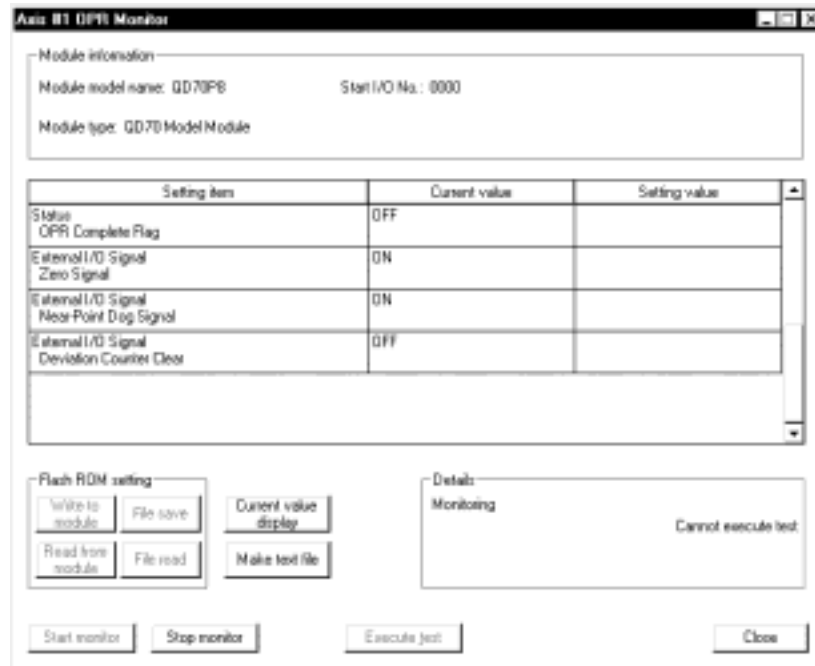 Axis #1 OPR Monitor
Module information
Module model name: QD70P8 Start I/O No.: 0000
Module type: QD70 Model Module
Setting item Current value Setting value
Status OFF
OPR Complete Flag
External I/O Signal ON
Zero Signal
External I/O Signal ON
Near-Point Dog Signal
External I/O Signal OFF
Deviation Counter Clear
Flash ROM setting
Write to module
File save
Current value display
Read from module
File read
Make text file
Details
Monitoring
Cannot execute test
Start monitor Stop monitor Execute test Close